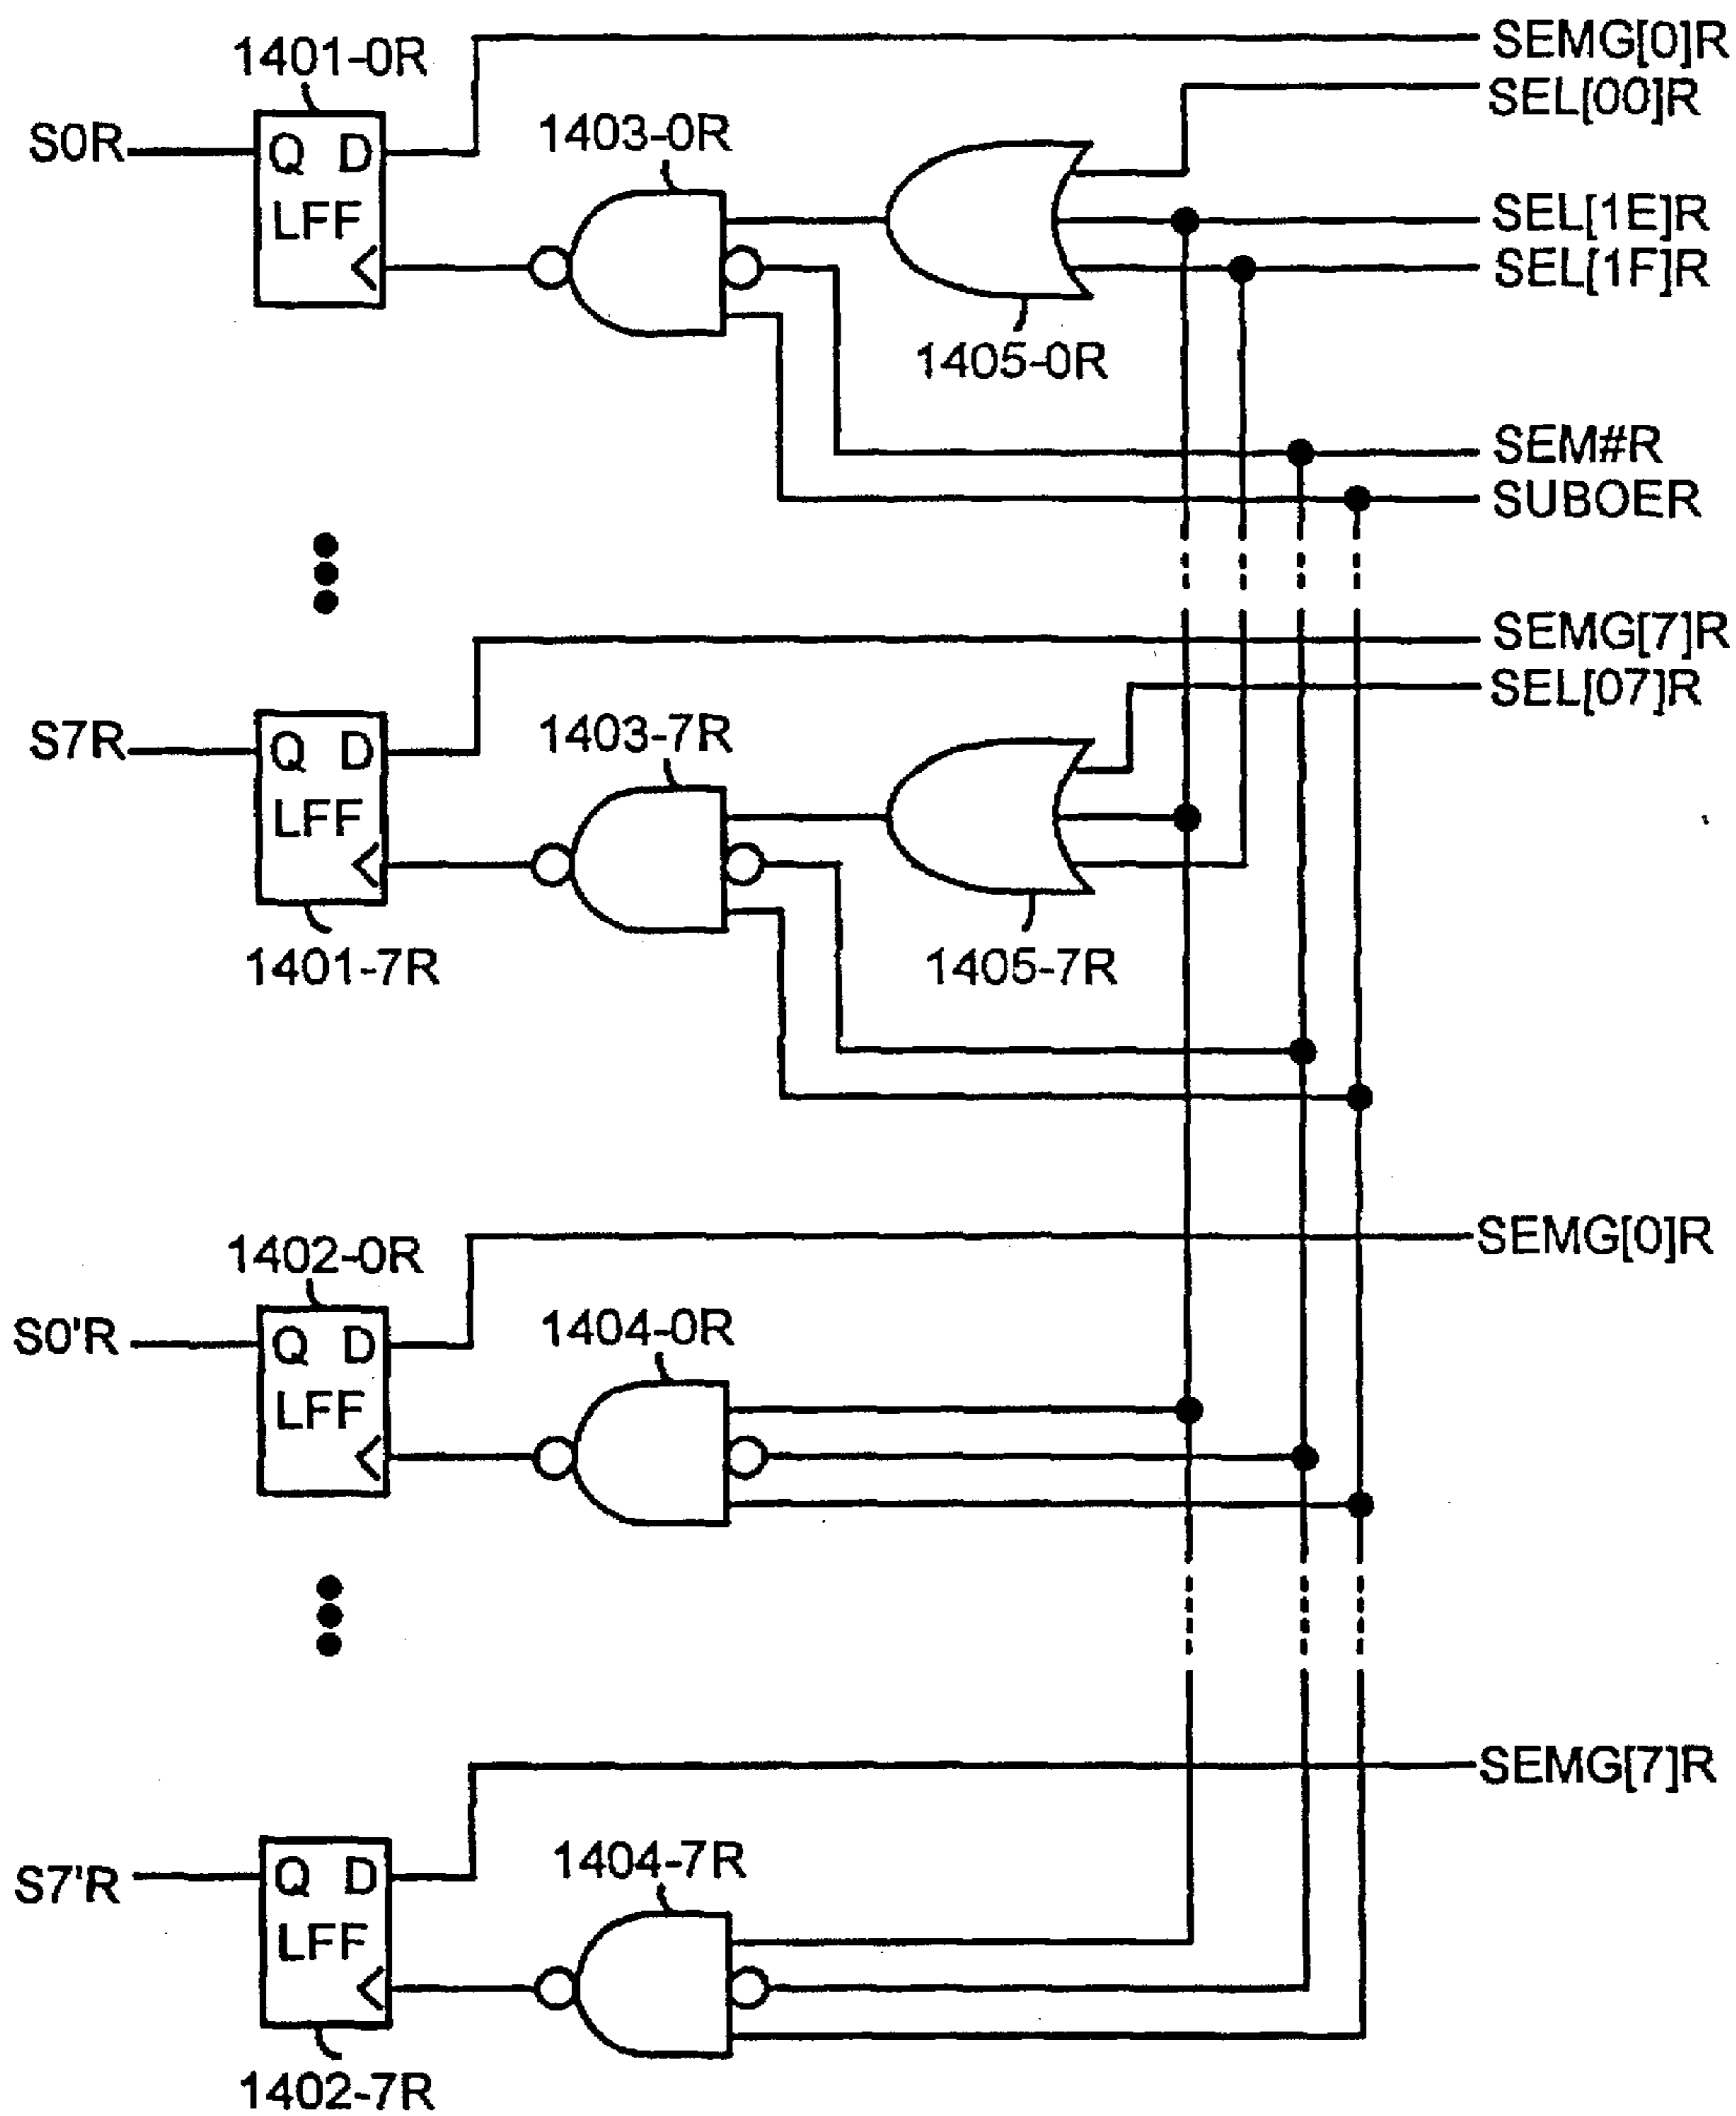 SEMG[0]R
1401-0R
SEL[00]R
1403-0R
S0R
Q D
LFF
SEL[1E]R
SEL[1F]R
1405-0R
SEM#R
SUBOER
SEMG[7]R
SEL[07]R
1403-7R
S7R
Q D
LFF
1401-7R
1405-7R
SEMG[0]R
1402-0R
1404-0R
S0'R
Q D
LFF
SEMG[7]R
1404-7R
S7'R
Q D
LFF
1402-7R